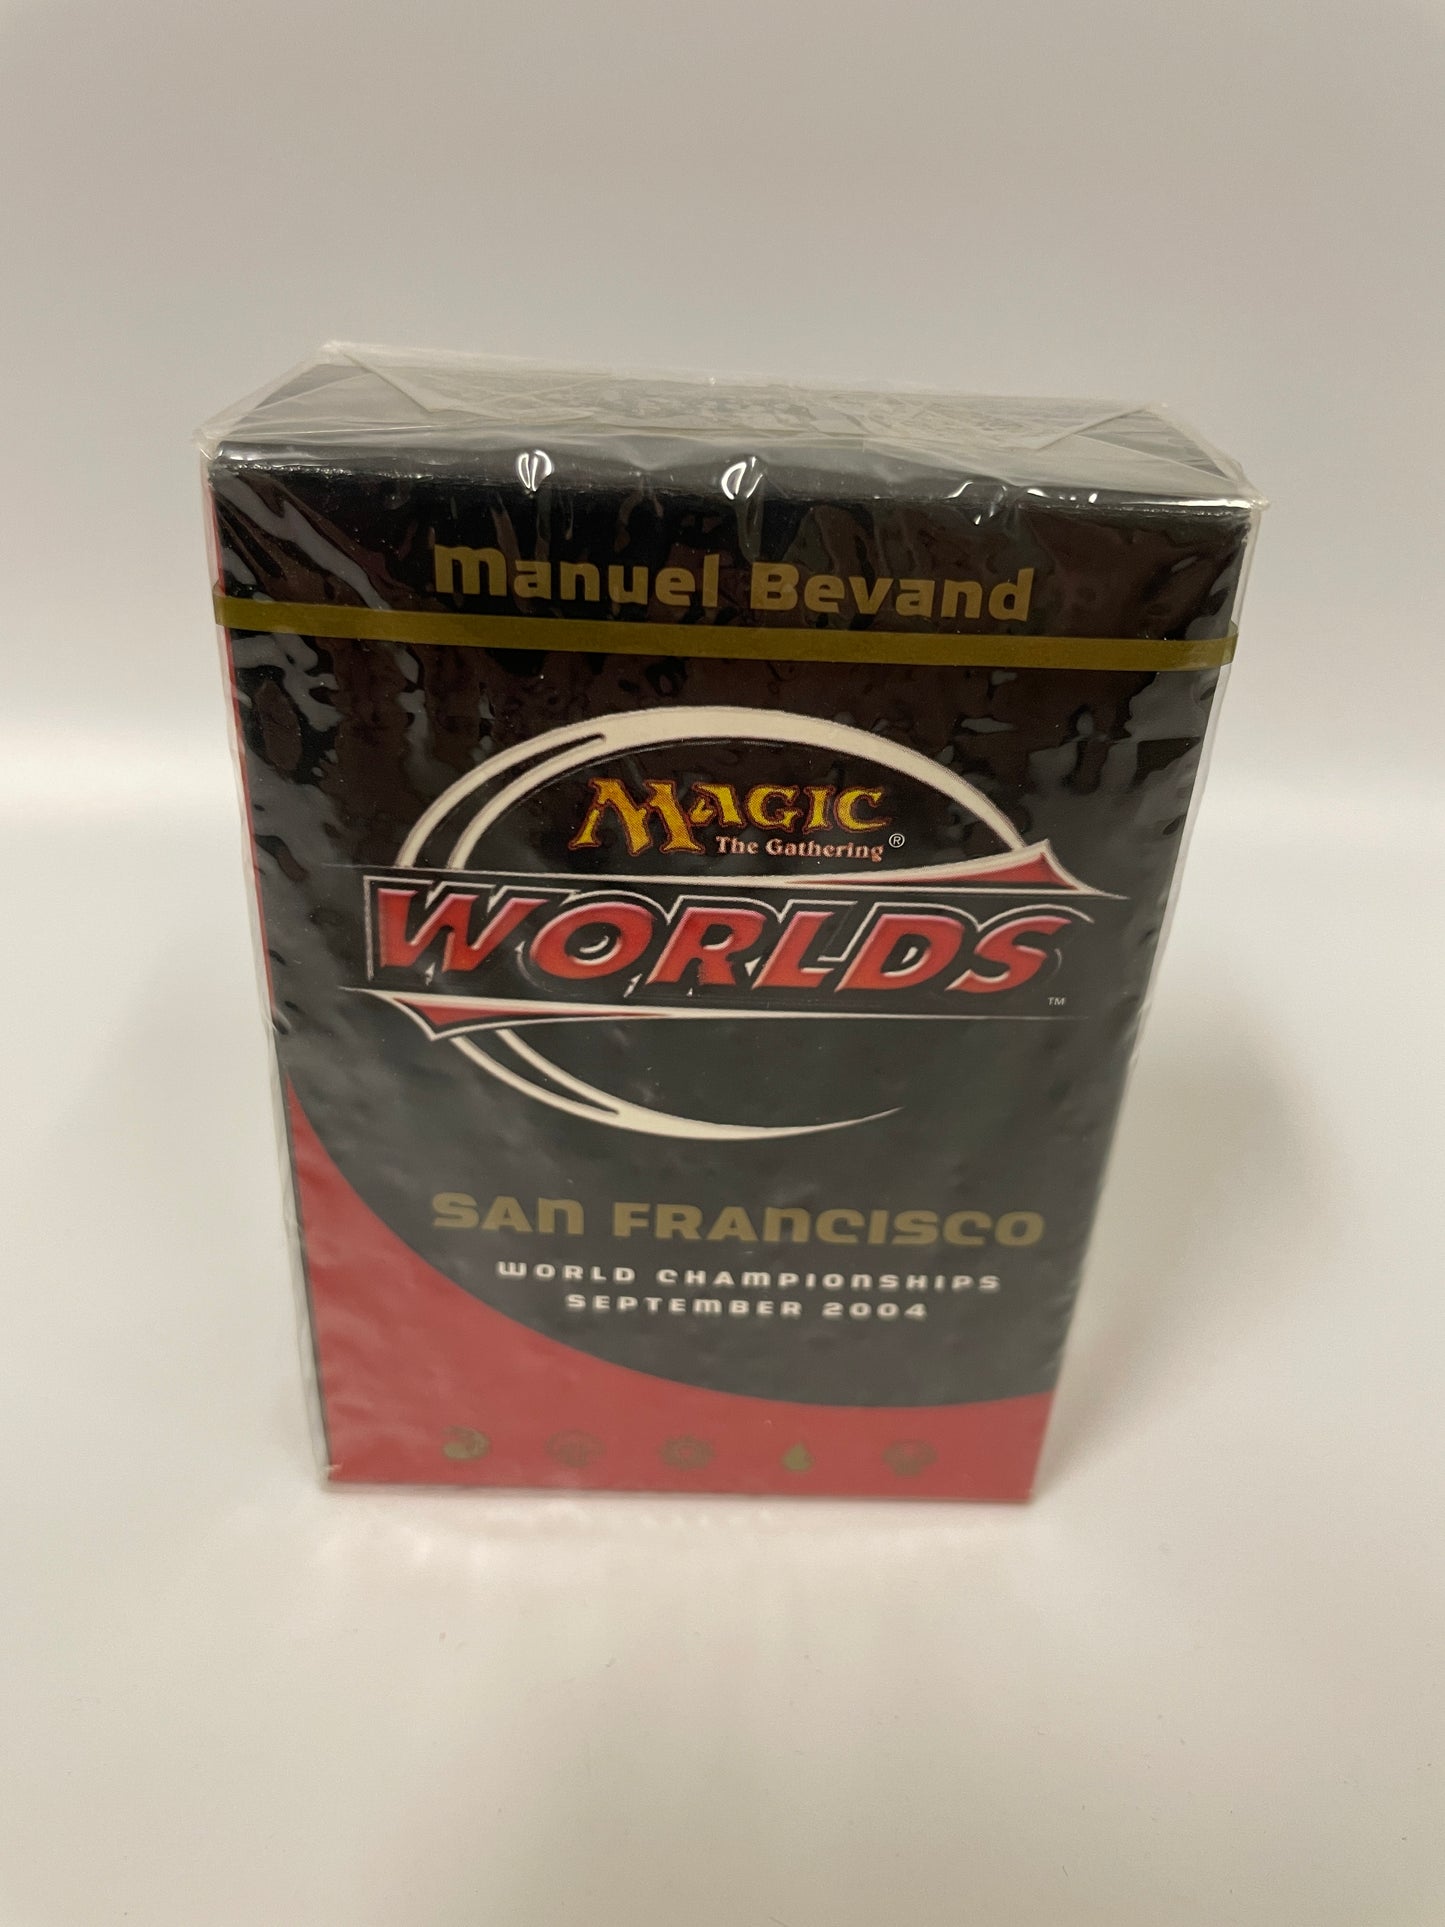 manuel Bevand
MAGIC
The Gathering®
WORLDS
™
SAN FRANCISCO
WORLD CHAMPIONSHIPS
SEPTEMBER 2004